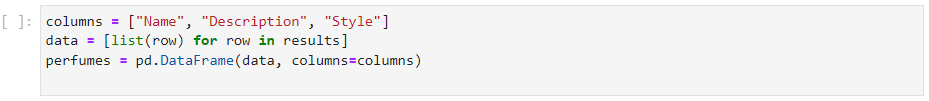 [ ]: columns = ["Name", "Description", "Style"]
data = [list(row) for row in results]
perfumes = pd.DataFrame(data, columns=columns)